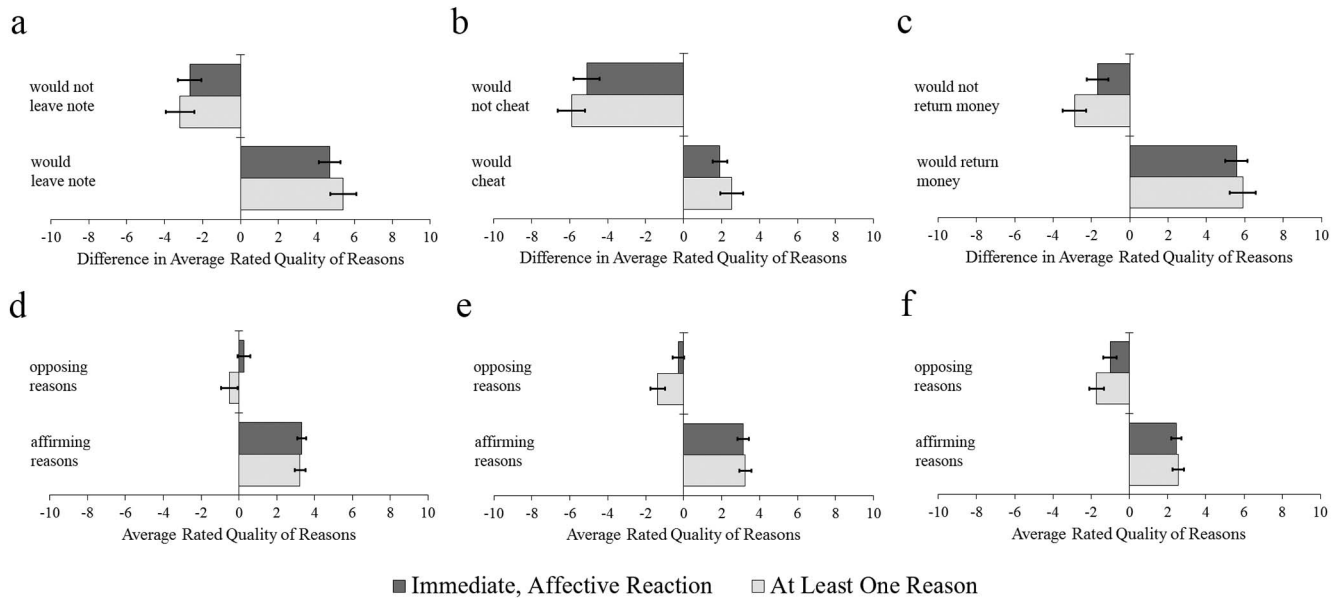 a
would not
leave note
would
leave note
-10 -8 -6 -4 -2 0 2 4 6 8 10
Difference in Average Rated Quality of Reasons
b
would
not cheat
would
cheat
-10 -8 -6 -4 -2 0 2 4 6 8 10
Difference in Average Rated Quality of Reasons
c
would not
return money
would return
money
-10 -8 -6 -4 -2 0 2 4 6 8 10
Difference in Average Rated Quality of Reasons
d
opposing
reasons
affirming
reasons
-10 -8 -6 -4 -2 0 2 4 6 8 10
Average Rated Quality of Reasons
e
opposing
reasons
affirming
reasons
-10 -8 -6 -4 -2 0 2 4 6 8 10
Average Rated Quality of Reasons
f
opposing
reasons
affirming
reasons
-10 -8 -6 -4 -2 0 2 4 6 8 10
Average Rated Quality of Reasons
Immediate, Affective Reaction At Least One Reason